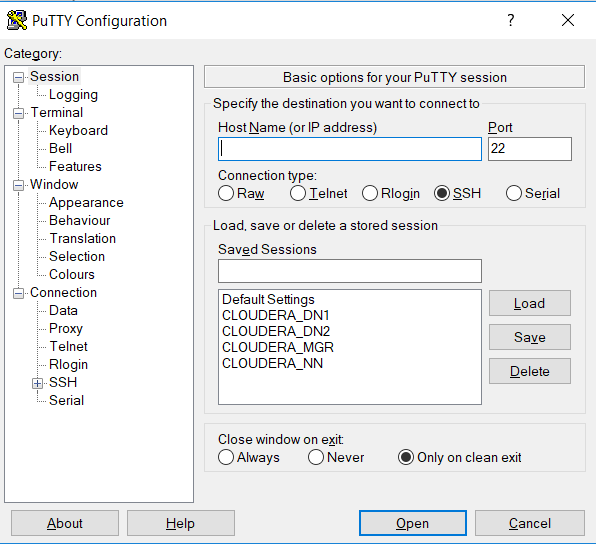 PuTTY Configuration
Category:
Session
Logging
Terminal
Keyboard
Bell
Features
Window
Appearance
Behaviour
Translation
Selection
Colours
Connection
Data
Proxy
Telnet
Rlogin
SSH
Serial
Basic options for your PuTTY session
Specify the destination you want to connect to
Host Name (or IP address) Port
22
Connection type:
Raw Telnet Rlogin SSH Serial
Load, save or delete a stored session
Saved Sessions
Default Settings
CLOUDERA_DN1
CLOUDERA_DN2
CLOUDERA_MGR
CLOUDERA_NN
Load
Save
Delete
Close window on exit:
Always Never Only on clean exit
About Help Open Cancel